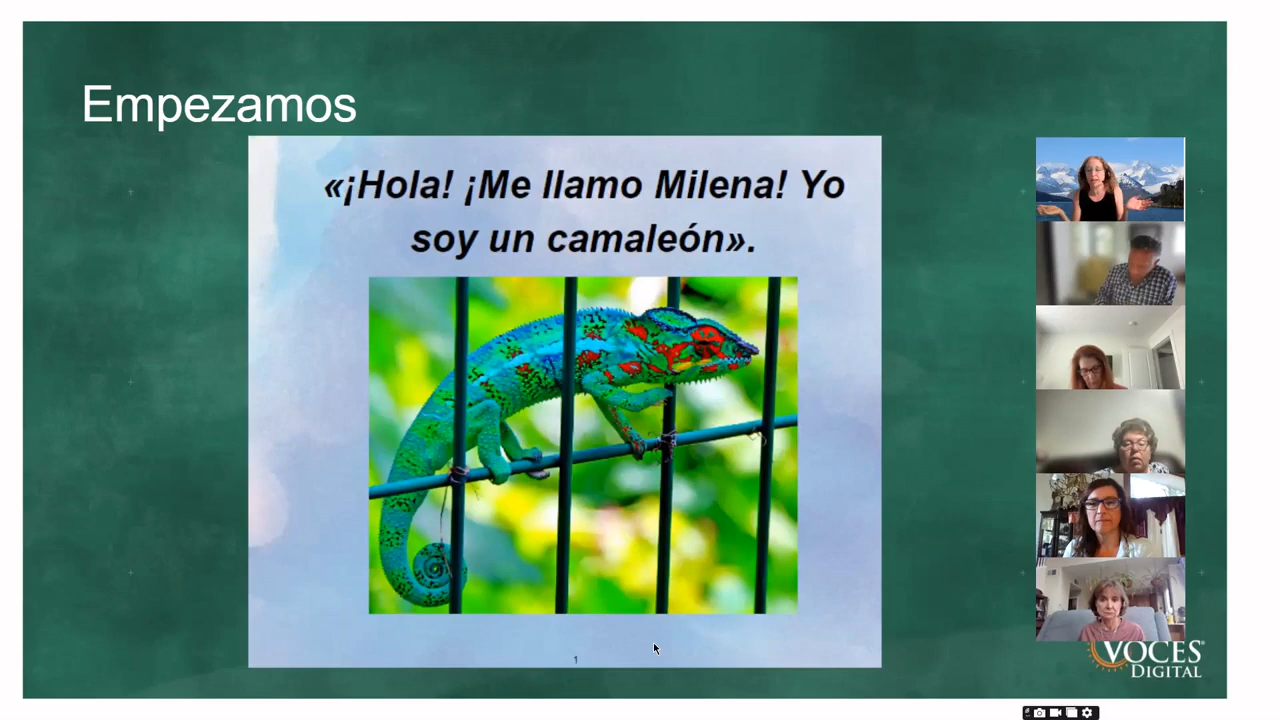 Empezamos
«¡Hola! ¡Me llamo Milena! Yo
soy un camaleón».
1
VOCES
DIGITAL